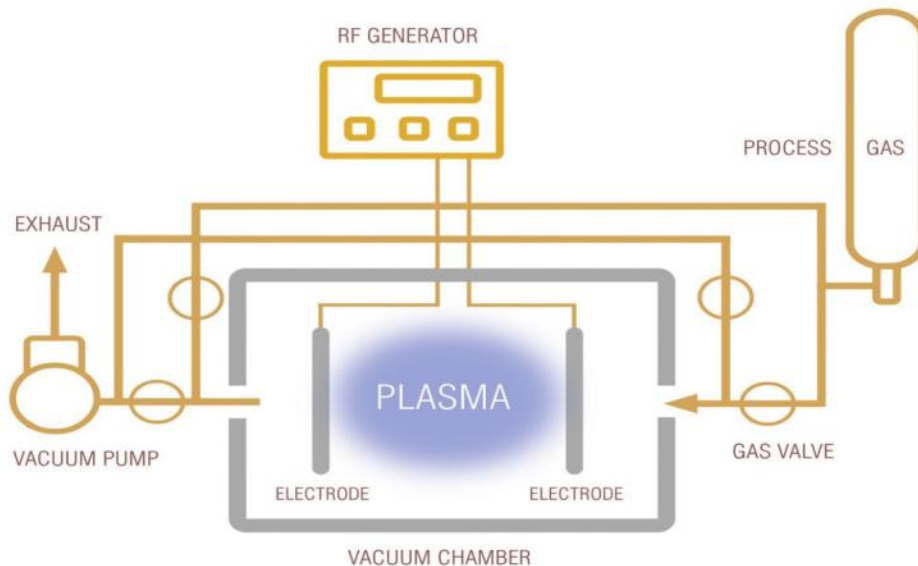 RF GENERATOR
PROCESS GAS
EXHAUST
PLASMA
VACUUM PUMP
GAS VALVE
ELECTRODE
ELECTRODE
VACUUM CHAMBER